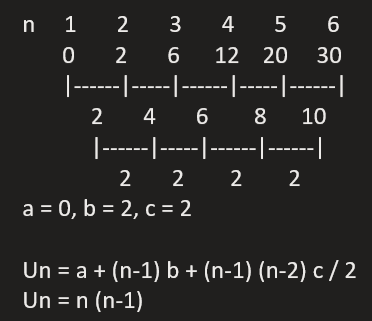 n 1 2 3 4 5 6
0 2 6 12 20 30
|------|-----|------|-----|------|
2 4 6 8 10
|------|-----|------|------|
2 2 2 2
a = 0, b = 2, c = 2
Un = a + (n-1) b + (n-1) (n-2) c / 2
Un = n (n-1)